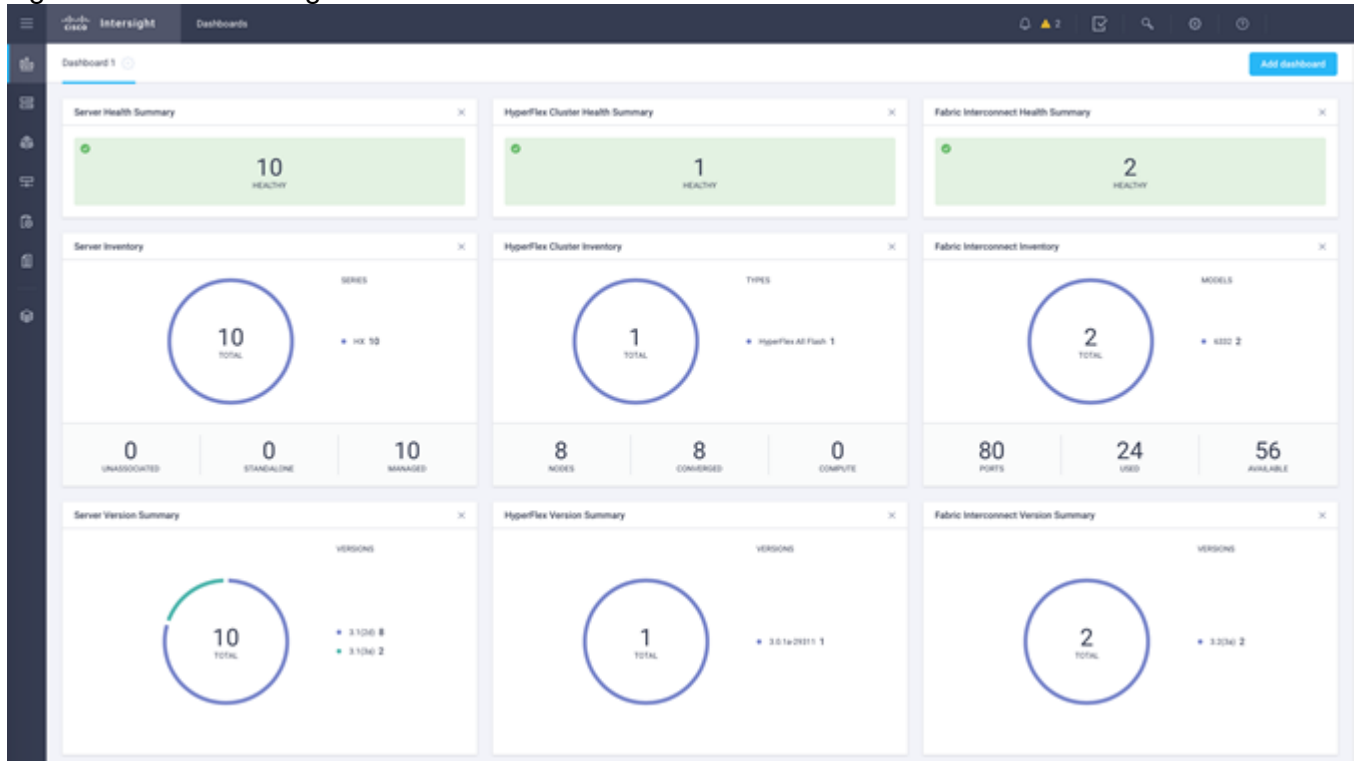 cisco Intersight Dashboards 2
Dashboard 1 Add dashboard
Server Health Summary
10
HEALTHY
HyperFlex Cluster Health Summary
1
HEALTHY
Fabric Interconnect Health Summary
2
HEALTHY
Server Inventory
10
TOTAL
SERIES
HX 10
0
UNASSOCIATED
0
STANDALONE
10
MANAGED
HyperFlex Cluster Inventory
1
TOTAL
TYPES
HyperFlex All Flash 1
8
NODES
8
CONVERGED
0
COMPUTE
Fabric Interconnect Inventory
2
TOTAL
MODELS
6332 2
80
PORTS
24
USED
56
AVAILABLE
Server Version Summary
10
TOTAL
VERSIONS
3.1(2d) 8
3.1(3a) 2
HyperFlex Version Summary
1
TOTAL
VERSIONS
3.0.1a-29311 1
Fabric Interconnect Version Summary
2
TOTAL
VERSIONS
3.2(3a) 2